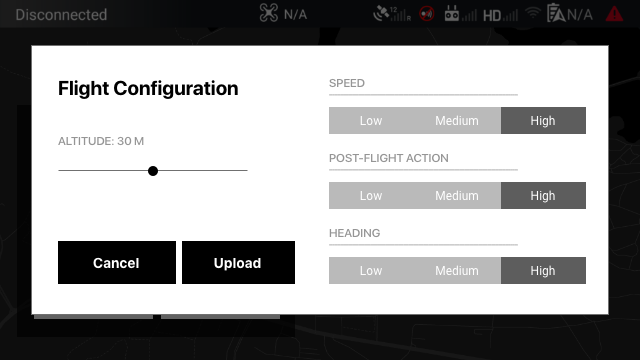 Disconnected
N/A
12
HD
N/A
Flight Configuration
ALTITUDE: 30 M
Cancel
Upload
SPEED
Low Medium High
POST-FLIGHT ACTION
Low Medium High
HEADING
Low Medium High